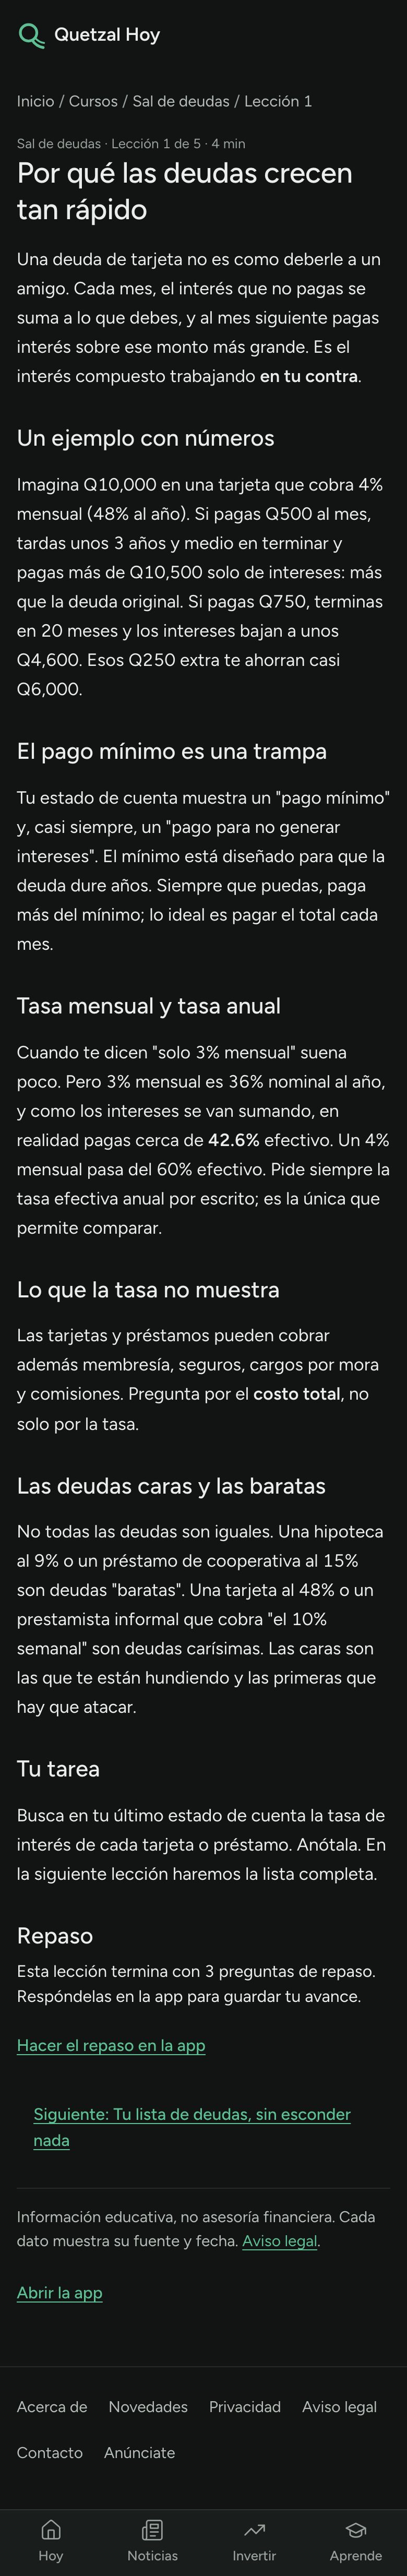 Quetzal Hoy
Inicio / Cursos / Sal de deudas / Lección 1
Sal de deudas · Lección 1 de 5 · 4 min
Por qué las deudas crecen
tan rápido
Una deuda de tarjeta no es como deberle a un
amigo. Cada mes, el interés que no pagas se
suma a lo que debes, y al mes siguiente pagas
interés sobre ese monto más grande. Es el
interés compuesto trabajando en tu contra.
Un ejemplo con números
Imagina Q10,000 en una tarjeta que cobra 4%
mensual (48% al año). Si pagas Q500 al mes,
tardas unos 3 años y medio en terminar y
pagas más de Q10,500 solo de intereses: más
que la deuda original. Si pagas Q750, terminas
en 20 meses y los intereses bajan a unos
Q4,600. Esos Q250 extra te ahorran casi
Q6,000.
El pago mínimo es una trampa
Tu estado de cuenta muestra un "pago mínimo"
y, casi siempre, un "pago para no generar
intereses". El mínimo está diseñado para que la
deuda dure años. Siempre que puedas, paga
más del mínimo; lo ideal es pagar el total cada
mes.
Tasa mensual y tasa anual
Cuando te dicen "solo 3% mensual" suena
poco. Pero 3% mensual es 36% nominal al año,
y como los intereses se van sumando, en
realidad pagas cerca de 42.6% efectivo. Un 4%
mensual pasa del 60% efectivo. Pide siempre la
tasa efectiva anual por escrito; es la única que
permite comparar.
Lo que la tasa no muestra
Las tarjetas y préstamos pueden cobrar
además membresía, seguros, cargos por mora
y comisiones. Pregunta por el costo total, no
solo por la tasa.
Las deudas caras y las baratas
No todas las deudas son iguales. Una hipoteca
al 9% o un préstamo de cooperativa al 15%
son deudas "baratas". Una tarjeta al 48% o un
prestamista informal que cobra "el 10%
semanal" son deudas carísimas. Las caras son
las que te están hundiendo y las primeras que
hay que atacar.
Tu tarea
Busca en tu último estado de cuenta la tasa de
interés de cada tarjeta o préstamo. Anótala. En
la siguiente lección haremos la lista completa.
Repaso
Esta lección termina con 3 preguntas de repaso.
Respóndelas en la app para guardar tu avance.
Hacer el repaso en la app
Siguiente: Tu lista de deudas, sin esconder
nada
Información educativa, no asesoría financiera. Cada
dato muestra su fuente y fecha. Aviso legal.
Abrir la app
Acerca de Novedades Privacidad Aviso legal
Contacto Anúnciate
Hoy Noticias Invertir Aprende